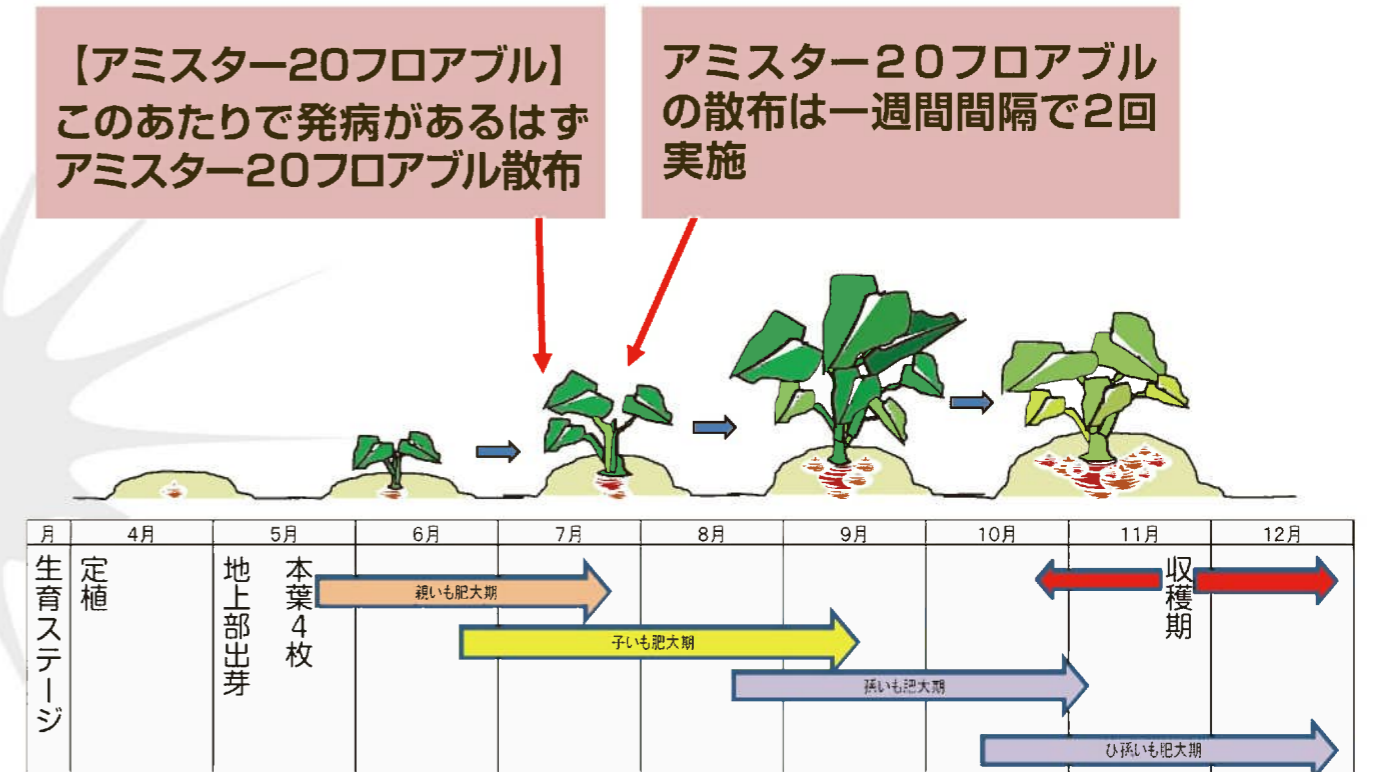 【アミスター20フロアブル】
このあたりで発病があるはず
アミスター20フロアブル散布
アミスター20フロアブル
の散布は一週間間隔で2回
実施
月
4月
5月
6月
7月
8月
9月
10月
11月
12月
生育ステージ
定植
地上部出芽
本葉4枚
収穫期
親いも肥大期
子いも肥大期
孫いも肥大期
ひ孫いも肥大期